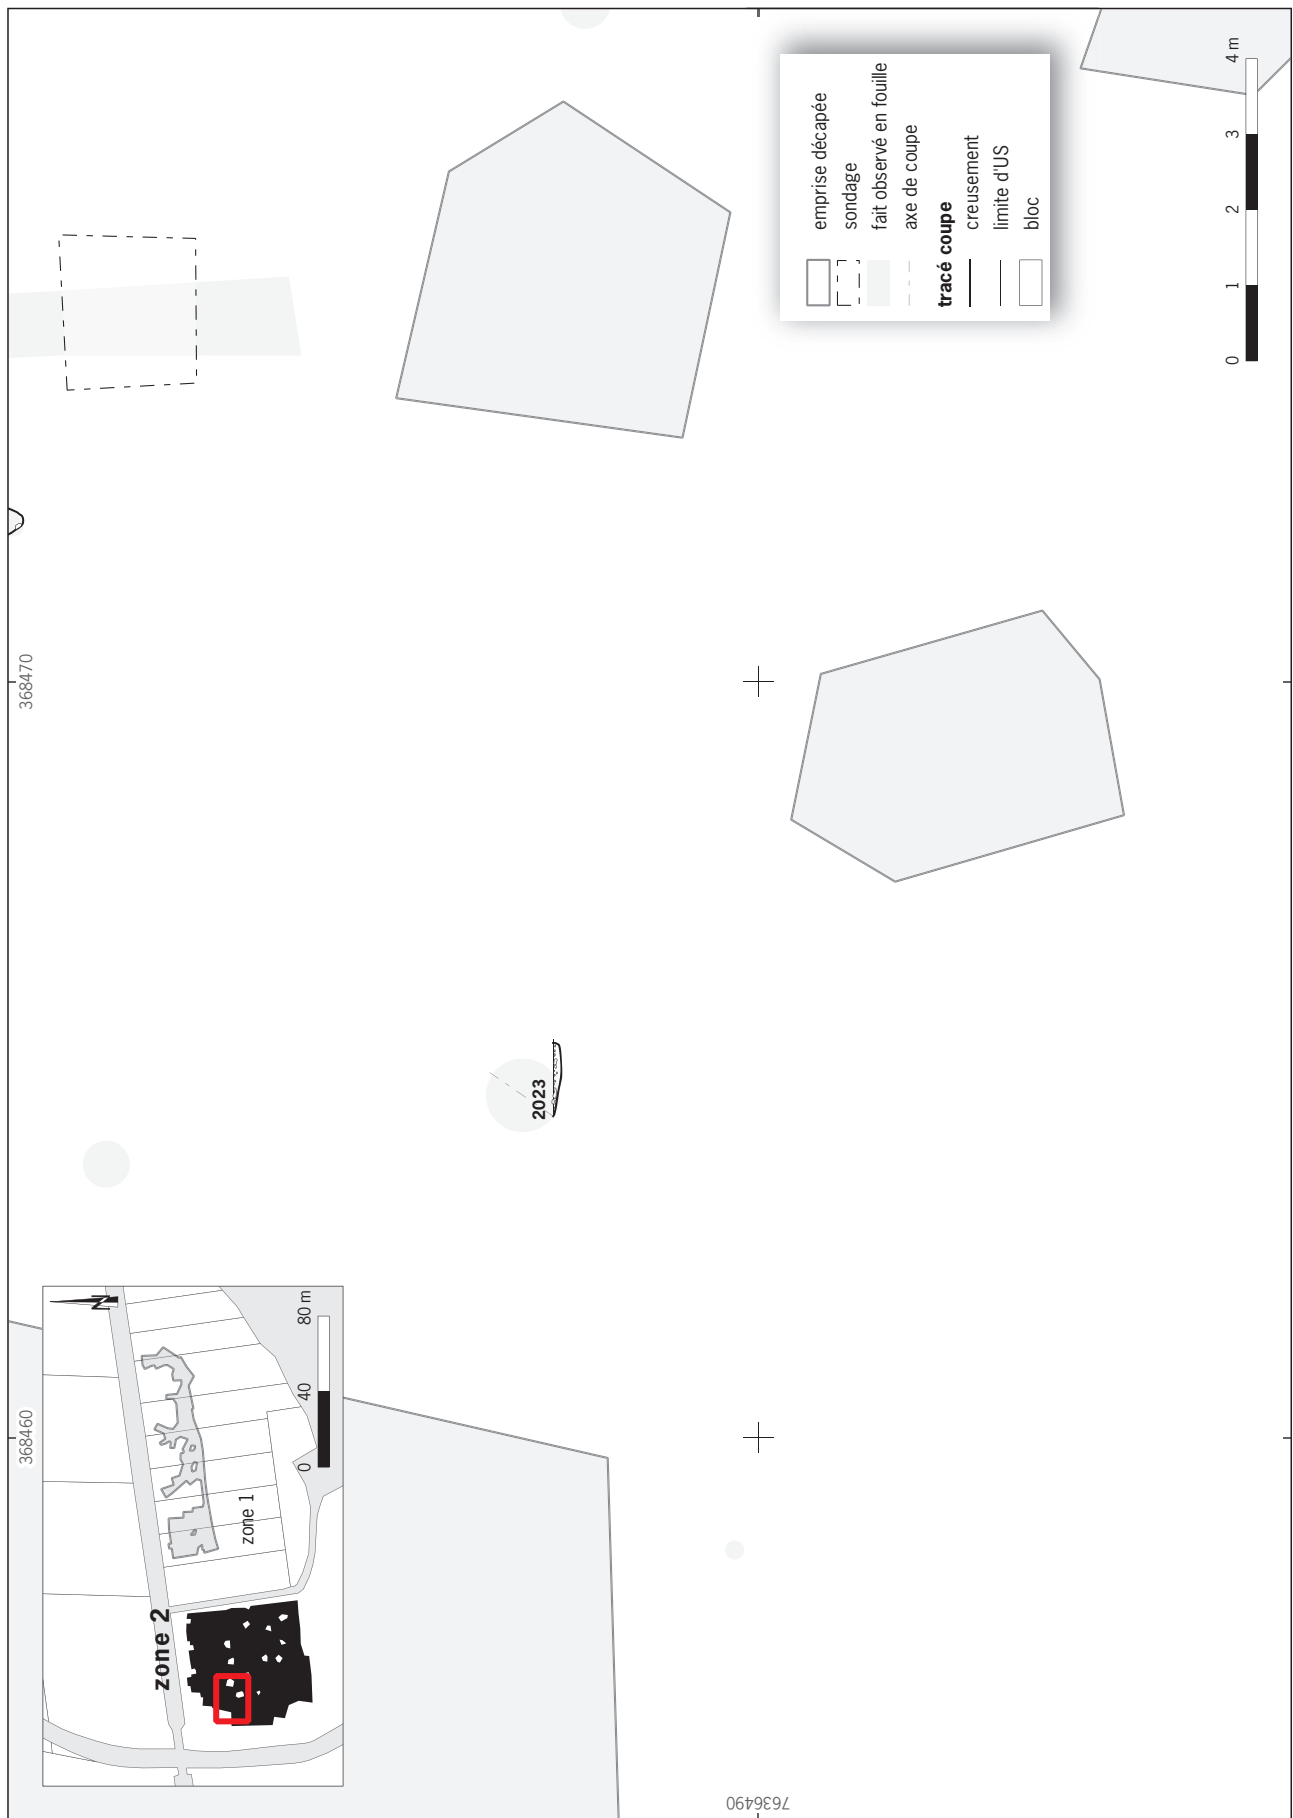 emprise décapée
sondage
fait observé en fouille
axe de coupe
tracé coupe
creusement
limite d'US
bloc
0 1 2 3 4 m
368470
368460
7636490
2023
N
zone 2
zone 1
0 40 80 m